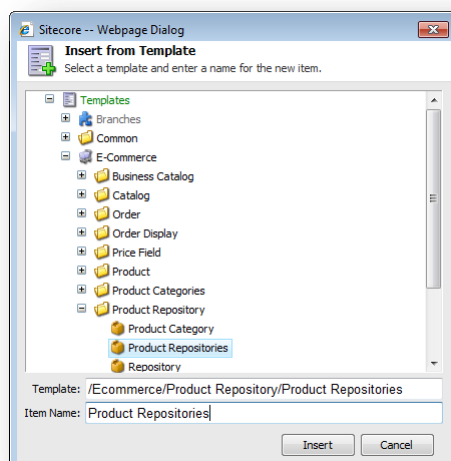 Sitecore -- Webpage Dialog
Insert from Template
Select a template and enter a name for the new item.
Templates
Branches
Common
E-Commerce
Business Catalog
Catalog
Order
Order Display
Price Field
Product
Product Categories
Product Repository
Product Category
Product Repositories
Repository
Template: /Ecommerce/Product Repository/Product Repositories
Item Name: Product Repositories
Insert Cancel